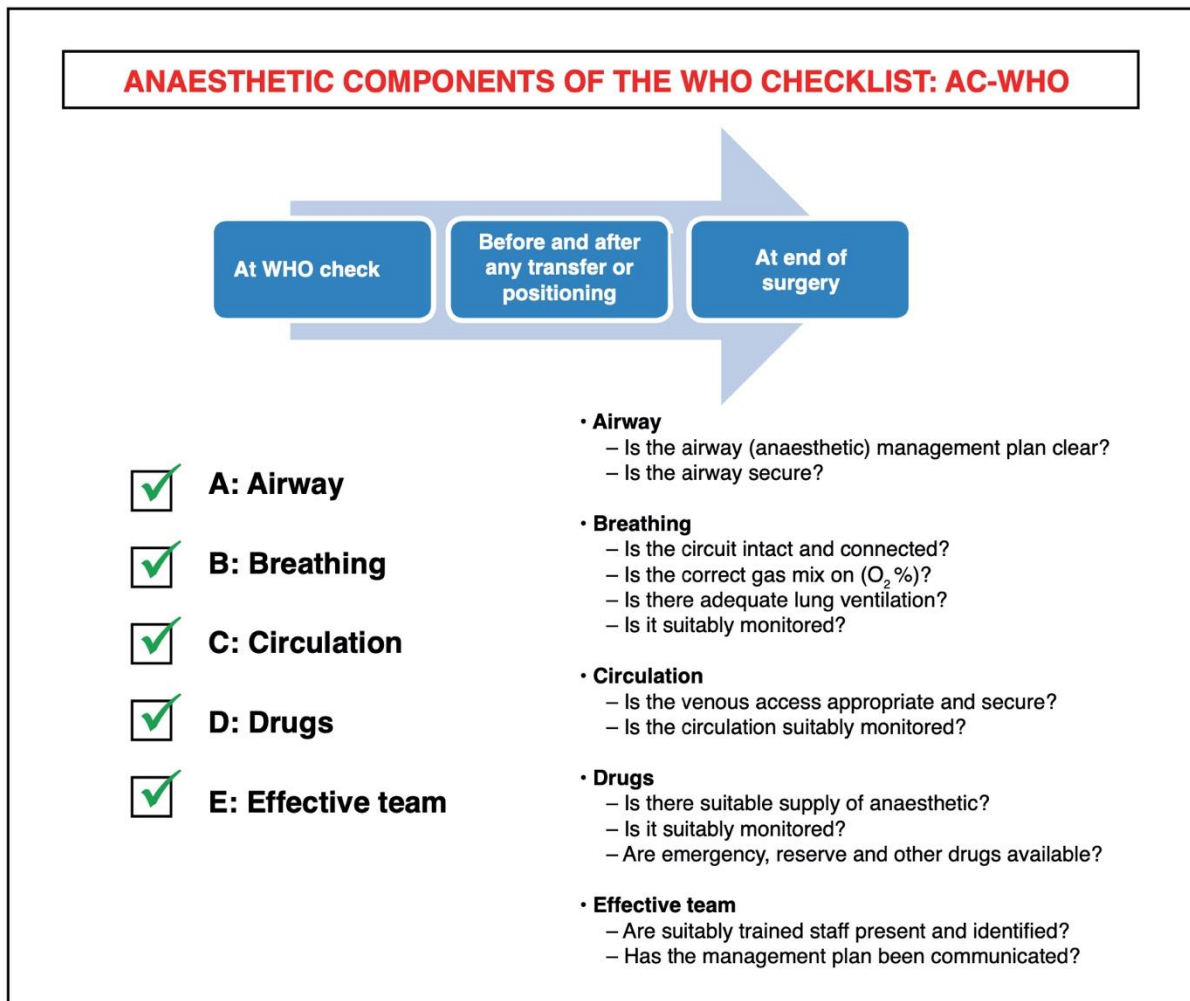 ANAESTHETIC COMPONENTS OF THE WHO CHECKLIST: AC-WHO
At WHO check
Before and after
any transfer or
positioning
At end of
surgery
A: Airway
B: Breathing
C: Circulation
D: Drugs
E: Effective team
• Airway
– Is the airway (anaesthetic) management plan clear?
– Is the airway secure?
• Breathing
– Is the circuit intact and connected?
– Is the correct gas mix on (O₂ %)?
– Is there adequate lung ventilation?
– Is it suitably monitored?
• Circulation
– Is the venous access appropriate and secure?
– Is the circulation suitably monitored?
• Drugs
– Is there suitable supply of anaesthetic?
– Is it suitably monitored?
– Are emergency, reserve and other drugs available?
• Effective team
– Are suitably trained staff present and identified?
– Has the management plan been communicated?